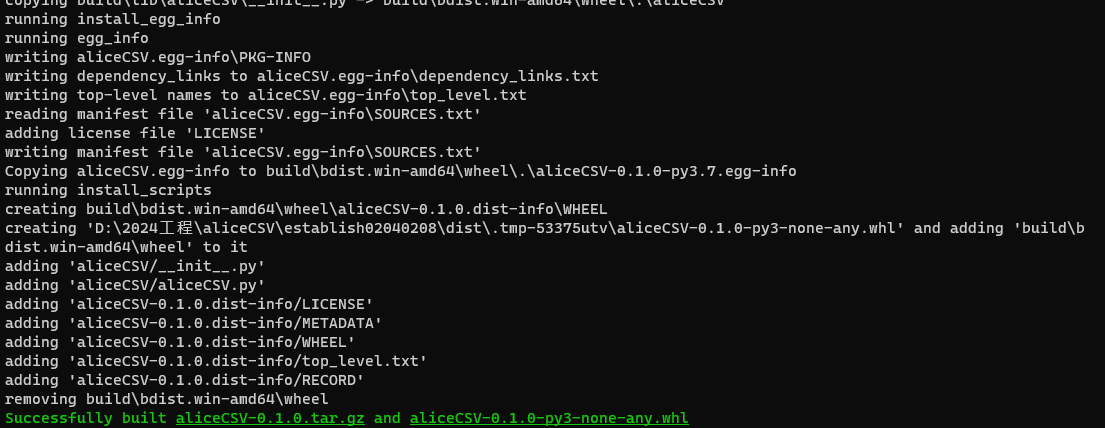 Copying build\lib\aliceCSV\__init__.py -> build\bdist.win-amd64\wheel\.\aliceCSV
running install_egg_info
running egg_info
writing aliceCSV.egg-info\PKG-INFO
writing dependency_links to aliceCSV.egg-info\dependency_links.txt
writing top-level names to aliceCSV.egg-info\top_level.txt
reading manifest file 'aliceCSV.egg-info\SOURCES.txt'
adding license file 'LICENSE'
writing manifest file 'aliceCSV.egg-info\SOURCES.txt'
Copying aliceCSV.egg-info to build\bdist.win-amd64\wheel\.\aliceCSV-0.1.0-py3.7.egg-info
running install_scripts
creating build\bdist.win-amd64\wheel\aliceCSV-0.1.0.dist-info\WHEEL
creating 'D:\2024工程\aliceCSV\establish02040208\dist\.tmp-53375utv\aliceCSV-0.1.0-py3-none-any.whl' and adding 'build\b
dist.win-amd64\wheel' to it
adding 'aliceCSV/__init__.py'
adding 'aliceCSV/aliceCSV.py'
adding 'aliceCSV-0.1.0.dist-info/LICENSE'
adding 'aliceCSV-0.1.0.dist-info/METADATA'
adding 'aliceCSV-0.1.0.dist-info/WHEEL'
adding 'aliceCSV-0.1.0.dist-info/top_level.txt'
adding 'aliceCSV-0.1.0.dist-info/RECORD'
removing build\bdist.win-amd64\wheel
Successfully built aliceCSV-0.1.0.tar.gz and aliceCSV-0.1.0-py3-none-any.whl